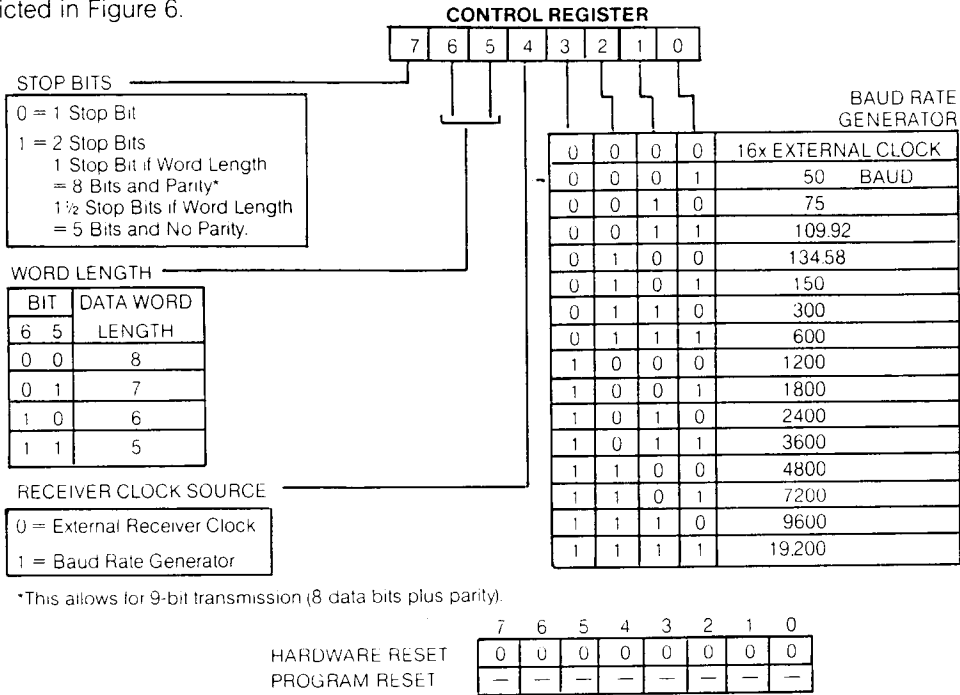 icted in Figure 6.
CONTROL REGISTER
7 6 5 4 3 2 1 0
STOP BITS
0 = 1 Stop Bit
1 = 2 Stop Bits
1 Stop Bit if Word Length
= 8 Bits and Parity*
1½ Stop Bits if Word Length
= 5 Bits and No Parity.
WORD LENGTH
BIT DATA WORD
6 5 LENGTH
0 0 8
0 1 7
1 0 6
1 1 5
RECEIVER CLOCK SOURCE
0 = External Receiver Clock
1 = Baud Rate Generator
BAUD RATE
GENERATOR
0 0 0 0 16x EXTERNAL CLOCK
0 0 0 1 50 BAUD
0 0 1 0 75
0 0 1 1 109.92
0 1 0 0 134.58
0 1 0 1 150
0 1 1 0 300
0 1 1 1 600
1 0 0 0 1200
1 0 0 1 1800
1 0 1 0 2400
1 0 1 1 3600
1 1 0 0 4800
1 1 0 1 7200
1 1 1 0 9600
1 1 1 1 19.200
*This allows for 9-bit transmission (8 data bits plus parity).
7 6 5 4 3 2 1 0
HARDWARE RESET 0 0 0 0 0 0 0 0
PROGRAM RESET — — — — — — — —